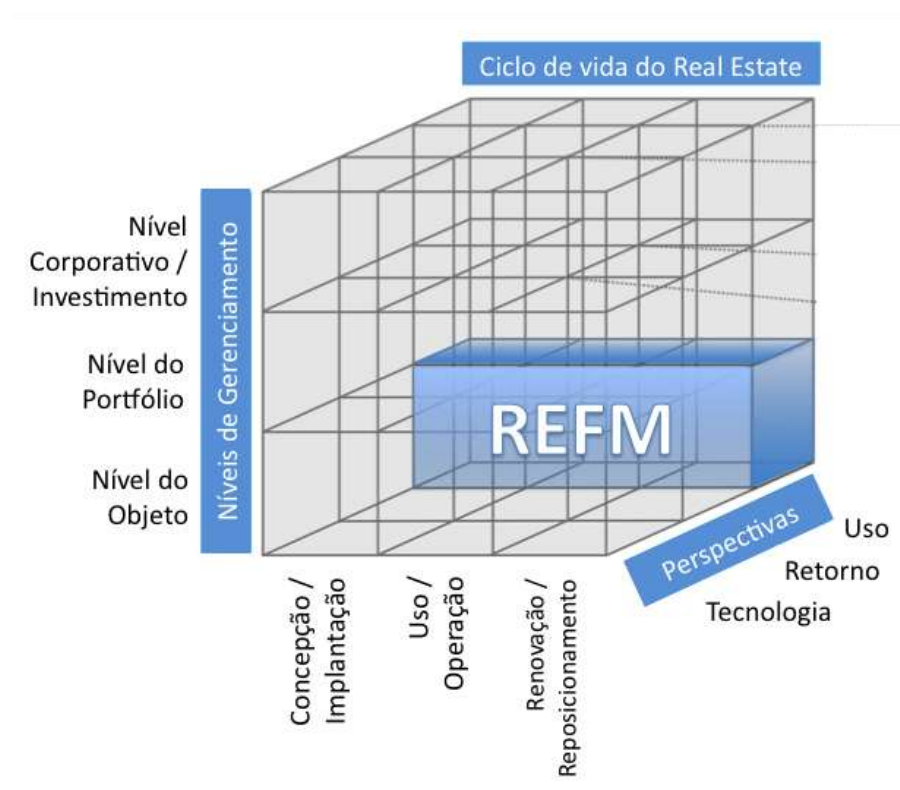 Ciclo de vida do Real Estate
Níveis de Gerenciamento
Nível
Corporativo /
Investimento
Nível do
Portfólio
Nível do
Objeto
REFM
Perspectivas
Uso
Retorno
Tecnologia
Concepção /
Implantação
Uso /
Operação
Renovação /
Reposicionamento